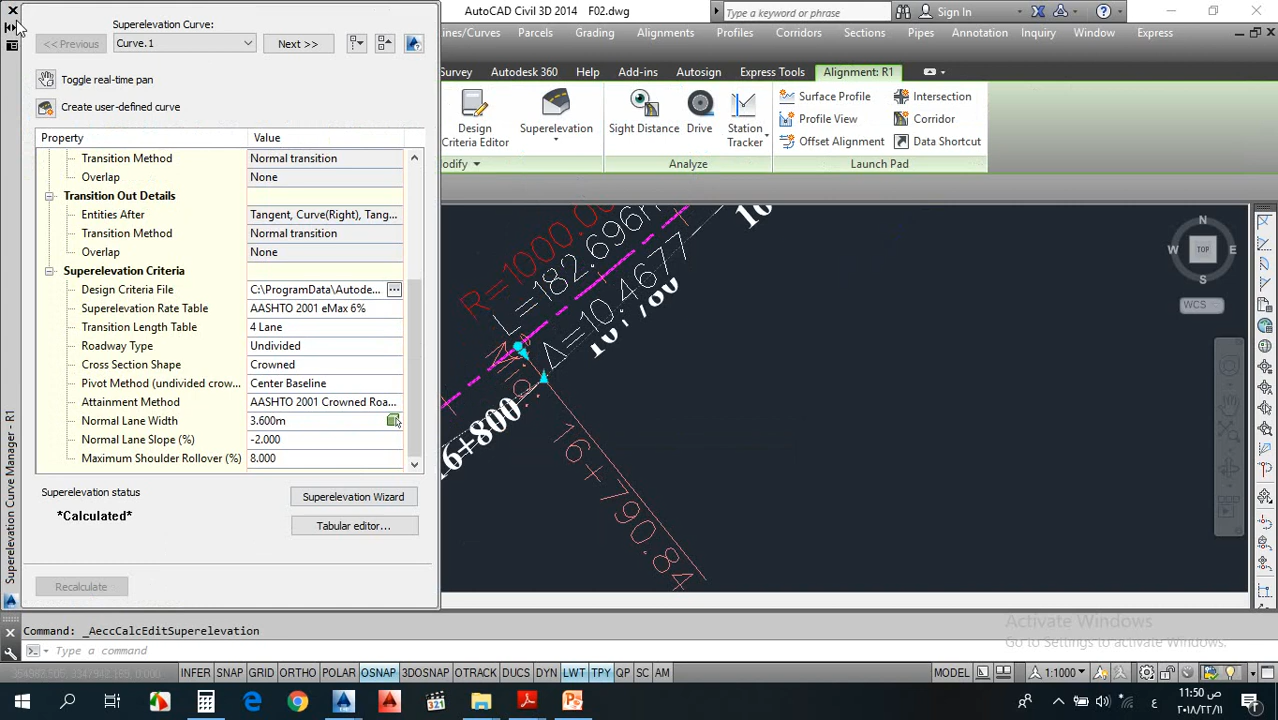 Superelevation Curve:
<< Previous
Curve.1
Next >>
Toggle real-time pan
Create user-defined curve
Property Value
Transition Method Normal transition
Overlap None
Transition Out Details
Entities After Tangent, Curve(Right), Tang...
Transition Method Normal transition
Overlap None
Superelevation Criteria
Design Criteria File C:\ProgramData\Autode... ...
Superelevation Rate Table AASHTO 2001 eMax 6%
Transition Length Table 4 Lane
Roadway Type Undivided
Cross Section Shape Crowned
Pivot Method (undivided crow... Center Baseline
Attainment Method AASHTO 2001 Crowned Roa...
Normal Lane Width 3.600m
Normal Lane Slope (%) -2.000
Maximum Shoulder Rollover (%) 8.000
Superelevation status
*Calculated*
Superelevation Wizard
Tabular editor...
Recalculate
Superelevation Curve Manager - R1
AutoCAD Civil 3D 2014 F02.dwg
Type a keyword or phrase
Sign In
Lines/Curves Parcels Grading Alignments Profiles Corridors Sections Pipes Annotation Inquiry Window Express
Survey Autodesk 360 Help Add-ins Autosign Express Tools Alignment: R1
Design
Criteria Editor
Superelevation
Sight Distance
Drive
Station
Tracker
Surface Profile
Profile View
Offset Alignment
Intersection
Corridor
Data Shortcut
Modify
Analyze
Launch Pad
L=182.696m
Δ=10.4677
16+800
16+790.84
N
W TOP E
S
WCS
Command: _AeccCalcEditSuperelevation
Type a command
Activate Windows
Go to Settings to activate Windows.
INFER SNAP GRID ORTHO POLAR OSNAP 3DOSNAP OTRACK DUCS DYN LWT TPY QP SC AM
MODEL
1:1000
321
ع
11:50 ص
٢٠١٨/٢٢/١١